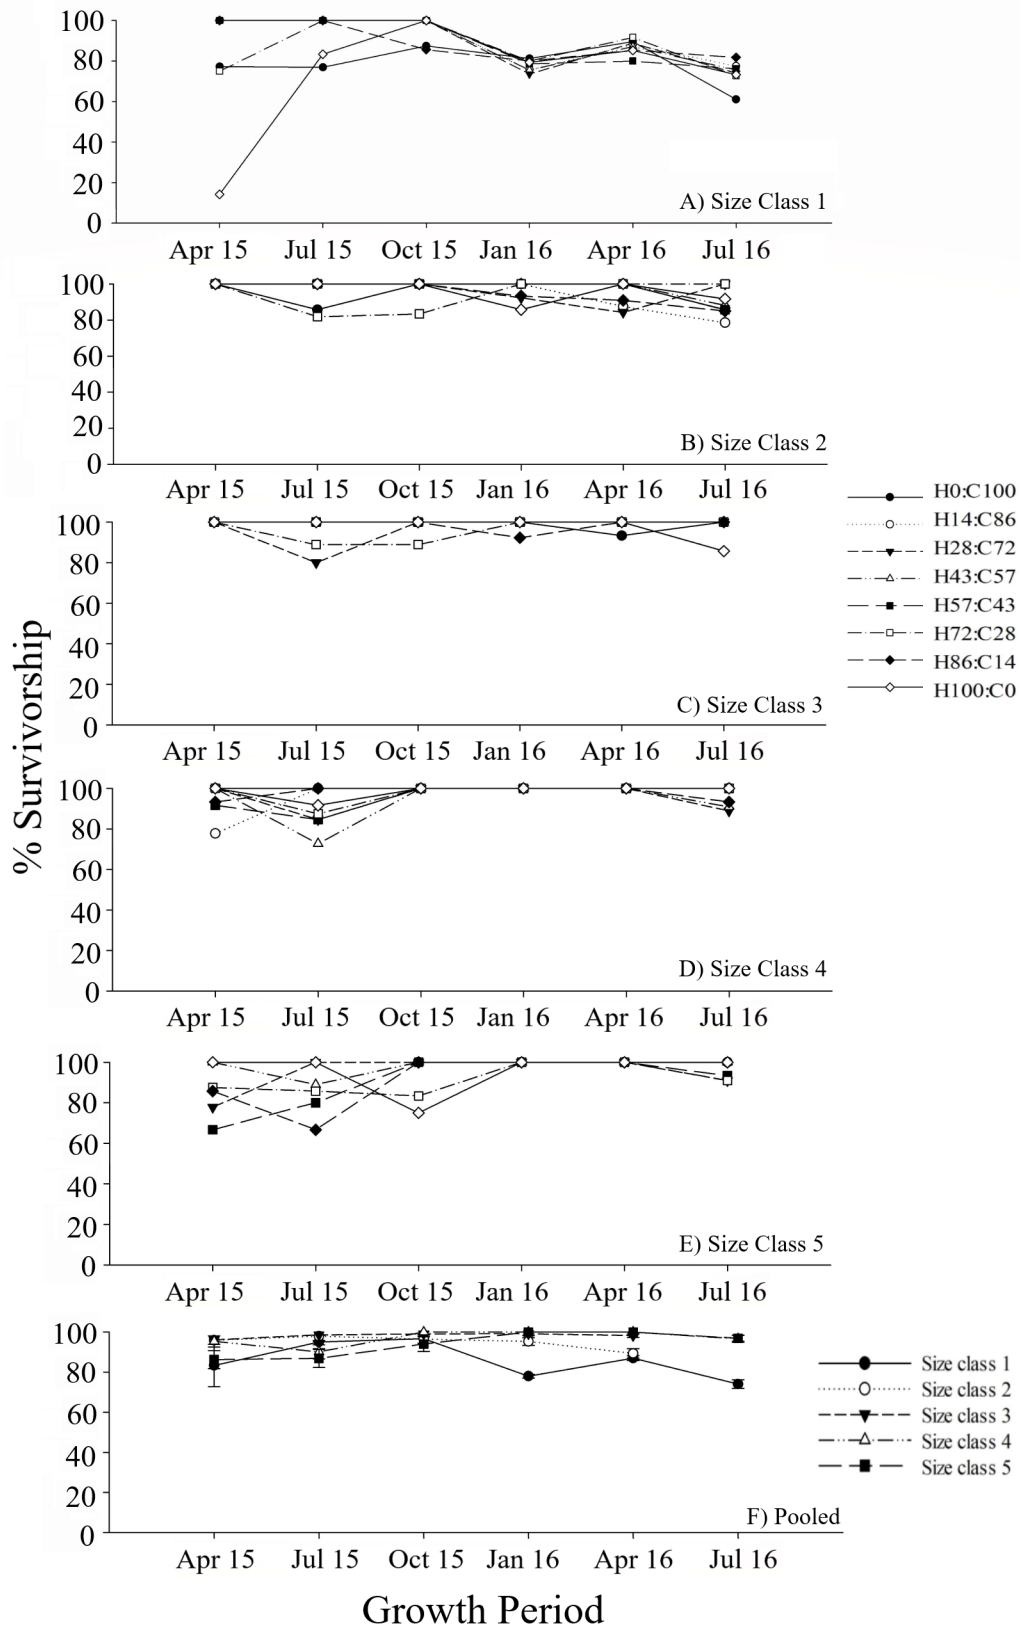 100
80
60
40
20
0
A) Size Class 1
Apr 15 Jul 15 Oct 15 Jan 16 Apr 16 Jul 16
100
80
60
40
20
0
B) Size Class 2
Apr 15 Jul 15 Oct 15 Jan 16 Apr 16 Jul 16
100
80
60
40
20
0
C) Size Class 3
Apr 15 Jul 15 Oct 15 Jan 16 Apr 16 Jul 16
H0:C100
H14:C86
H28:C72
H43:C57
H57:C43
H72:C28
H86:C14
H100:C0
% Survivorship
100
80
60
40
20
0
D) Size Class 4
Apr 15 Jul 15 Oct 15 Jan 16 Apr 16 Jul 16
100
80
60
40
20
0
E) Size Class 5
Apr 15 Jul 15 Oct 15 Jan 16 Apr 16 Jul 16
100
80
60
40
20
0
F) Pooled
Apr 15 Jul 15 Oct 15 Jan 16 Apr 16 Jul 16
Size class 1
Size class 2
Size class 3
Size class 4
Size class 5
Growth Period